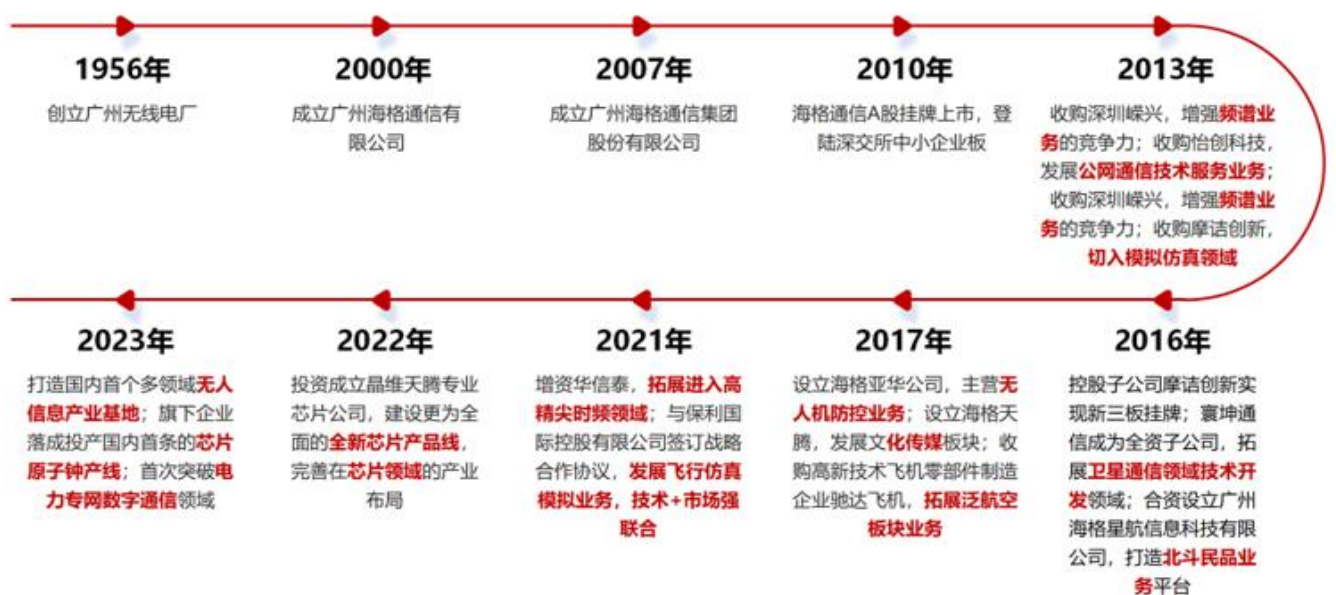 1956年
创立广州无线电厂
2000年
成立广州海格通信有
限公司
2007年
成立广州海格通信集团
股份有限公司
2010年
海格通信A股挂牌上市，登
陆深交所中小企业板
2013年
收购深圳嵘兴，增强频谱业
务的竞争力；收购怡创科技，
发展公网通信技术服务业务；
收购深圳嵘兴，增强频谱业
务的竞争力；收购摩诘创新，
切入模拟仿真领域
2023年
打造国内首个多领域无人
信息产业基地；旗下企业
落成投产国内首条的芯片
原子钟产线；首次突破电
力专网数字通信领域
2022年
投资成立晶维天腾专业
芯片公司，建设更为全
面的全新芯片产品线，
完善在芯片领域的产业
布局
2021年
增资华信泰，拓展进入高
精尖时频领域；与保利国
际控股有限公司签订战略
合作协议，发展飞行仿真
模拟业务，技术+市场强
联合
2017年
设立海格亚华公司，主营无
人机防控业务；设立海格天
腾，发展文化传媒板块；收
购高新技术飞机零部件制造
企业驰达飞机，拓展泛航空
板块业务
2016年
控股子公司摩诘创新实
现新三板挂牌；寰坤通
信成为全资子公司，拓
展卫星通信领域技术开
发领域；合资设立广州
海格星航信息科技有限
公司，打造北斗民品业
务平台